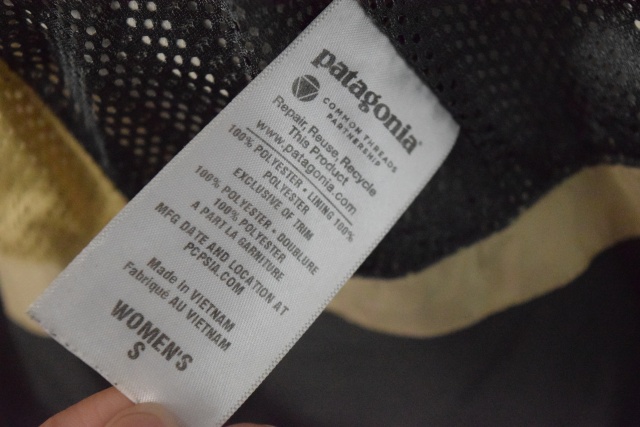 patagonia®
COMMON THREADS
PARTNERSHIP
Repair, Reuse, Recycle
This Product
www.patagonia.com
100% POLYESTER • LINING 100%
POLYESTER
EXCLUSIVE OF TRIM
100% POLYESTER • DOUBLURE
100% POLYESTER
A PART LA GARNITURE
MFG DATE AND LOCATION AT
PCPSIA.COM
Made in VIETNAM
Fabriqué AU VIETNAM
WOMEN'S
S